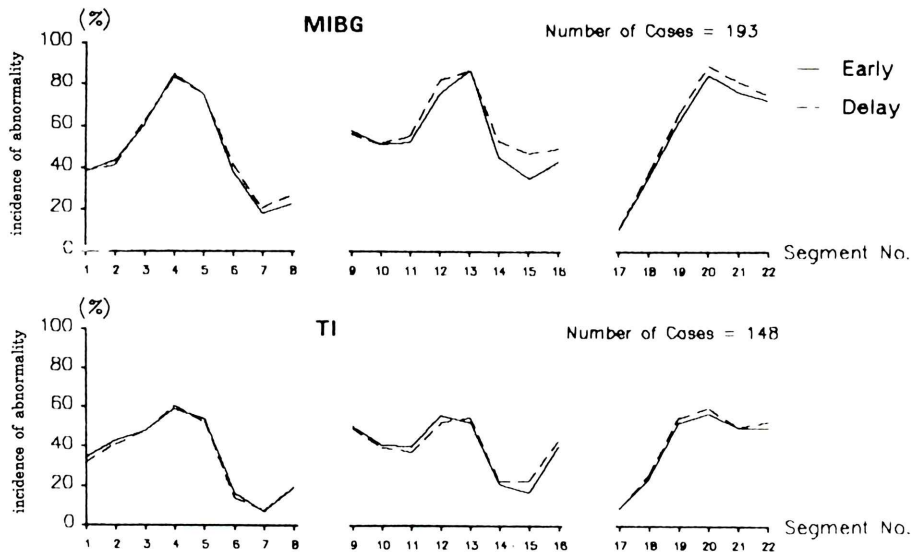 (%)
MIBG
Number of Cases = 193
100
80
60
40
20
0
incidence of abnormality
Early
Delay
1 2 3 4 5 6 7 8
9 10 11 12 13 14 15 16
17 18 19 20 21 22
Segment No.
(%)
TI
Number of Cases = 148
100
80
60
40
20
0
incidence of abnormality
1 2 3 4 5 6 7 8
9 10 11 12 13 14 15 16
17 18 19 20 21 22
Segment No.